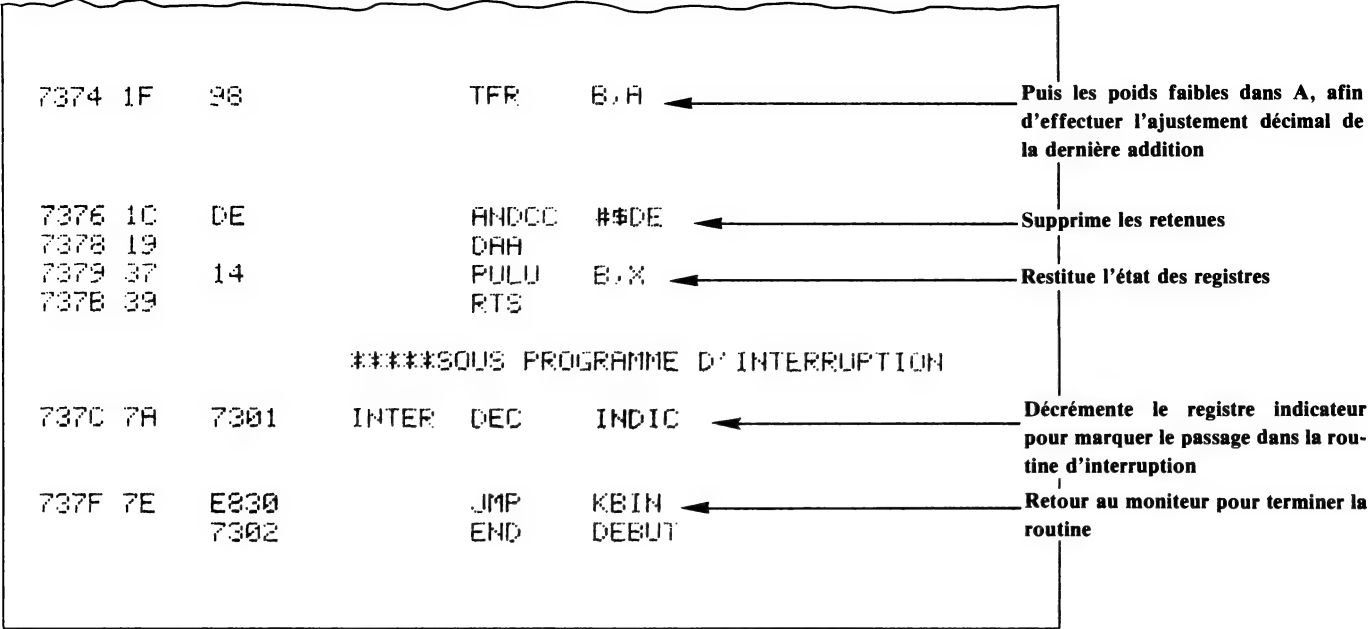 7374 1F 98 TFR B,A
Puis les poids faibles dans A, afin
d'effectuer l'ajustement décimal de
la dernière addition
7376 1C DE ANDCC #$DE
Supprime les retenues
7378 19 DAA
7379 37 14 PULU B,X
Restitue l'état des registres
737B 39 RTS
*****SOUS PROGRAMME D'INTERRUPTION
737C 7A 7301 INTER DEC INDIC
Décrémente le registre indicateur
pour marquer le passage dans la rou-
tine d'interruption
737F 7E E830 JMP KBIN
Retour au moniteur pour terminer la
routine
7302 END DEBUT